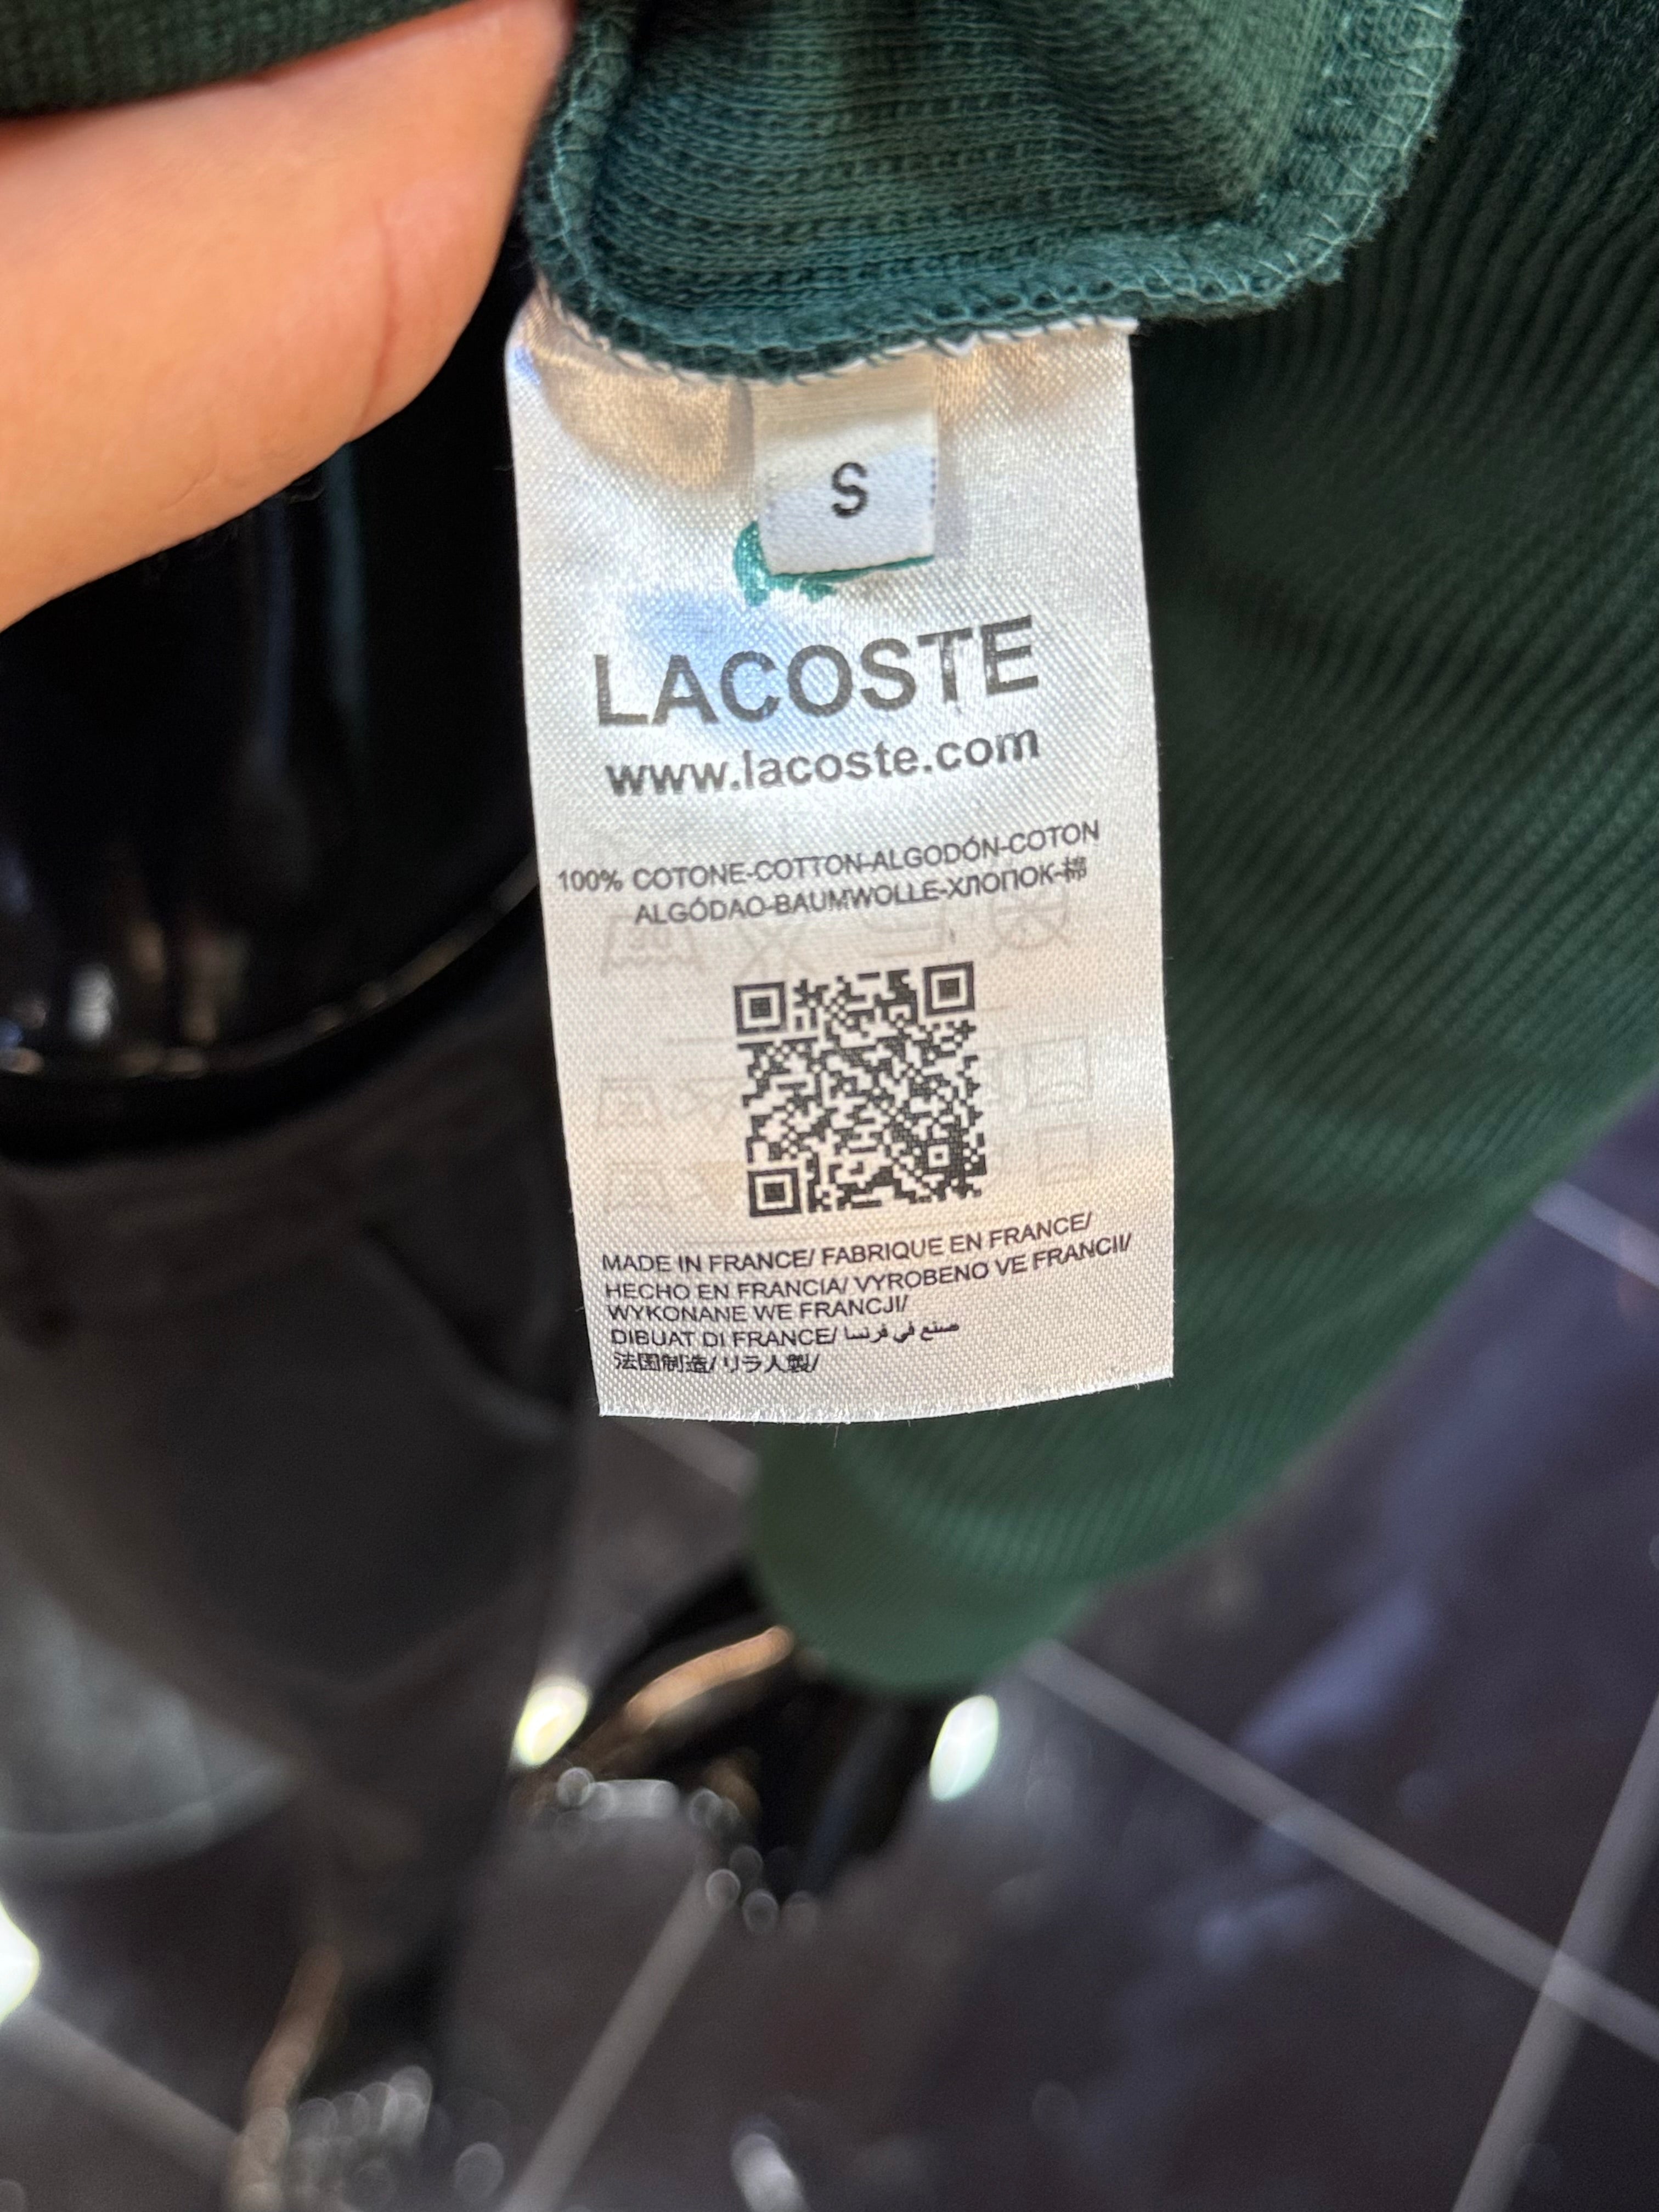 S
LACOSTE
www.lacoste.com
100% COTONE-COTTON-ALGODÓN-COTON
ALGÓDAO-BAUMWOLLE-ХЛОПОК-棉
MADE IN FRANCE/ FABRIQUE EN FRANCE/
HECHO EN FRANCIA/ VYROBENO VE FRANCII/
WYKONANE WE FRANCJI/
DIBUAT DI FRANCE/ صنع في فرنسا
法国制造/ リラ人製/